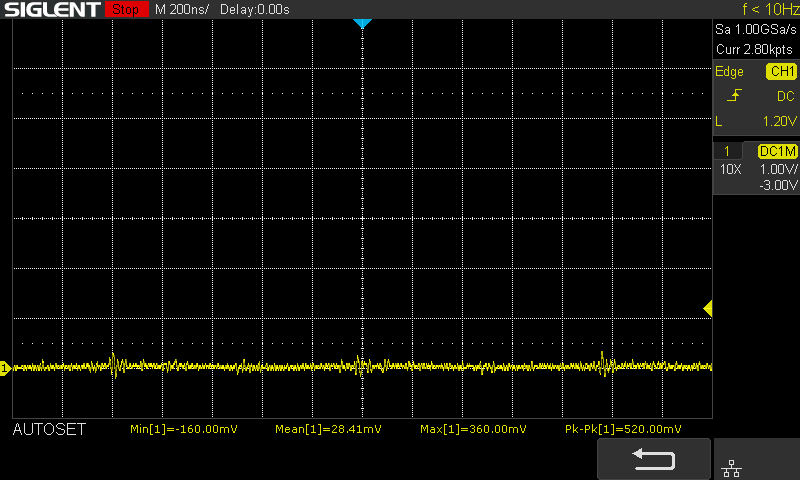 SIGLENT Stop M 200ns/ Delay:0.00s f < 10Hz
Sa 1.00GSa/s
Curr 2.80kpts
Edge CH1
DC
L 1.20V
1 DC1M
10X 1.00V/
-3.00V
1
AUTOSET Min[1]=-160.00mV Mean[1]=28.41mV Max[1]=360.00mV Pk-Pk[1]=520.00mV